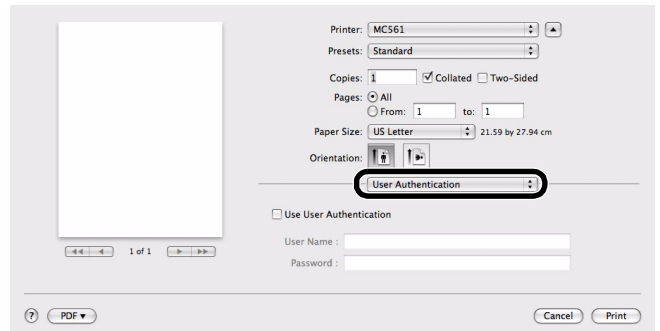 Printer: MC561
Presets: Standard
Copies: 1 Collated Two-Sided
Pages: All
From: 1 to: 1
Paper Size: US Letter 21.59 by 27.94 cm
Orientation:
User Authentication
Use User Authentication
User Name :
1 of 1
Password :
? PDF Cancel Print